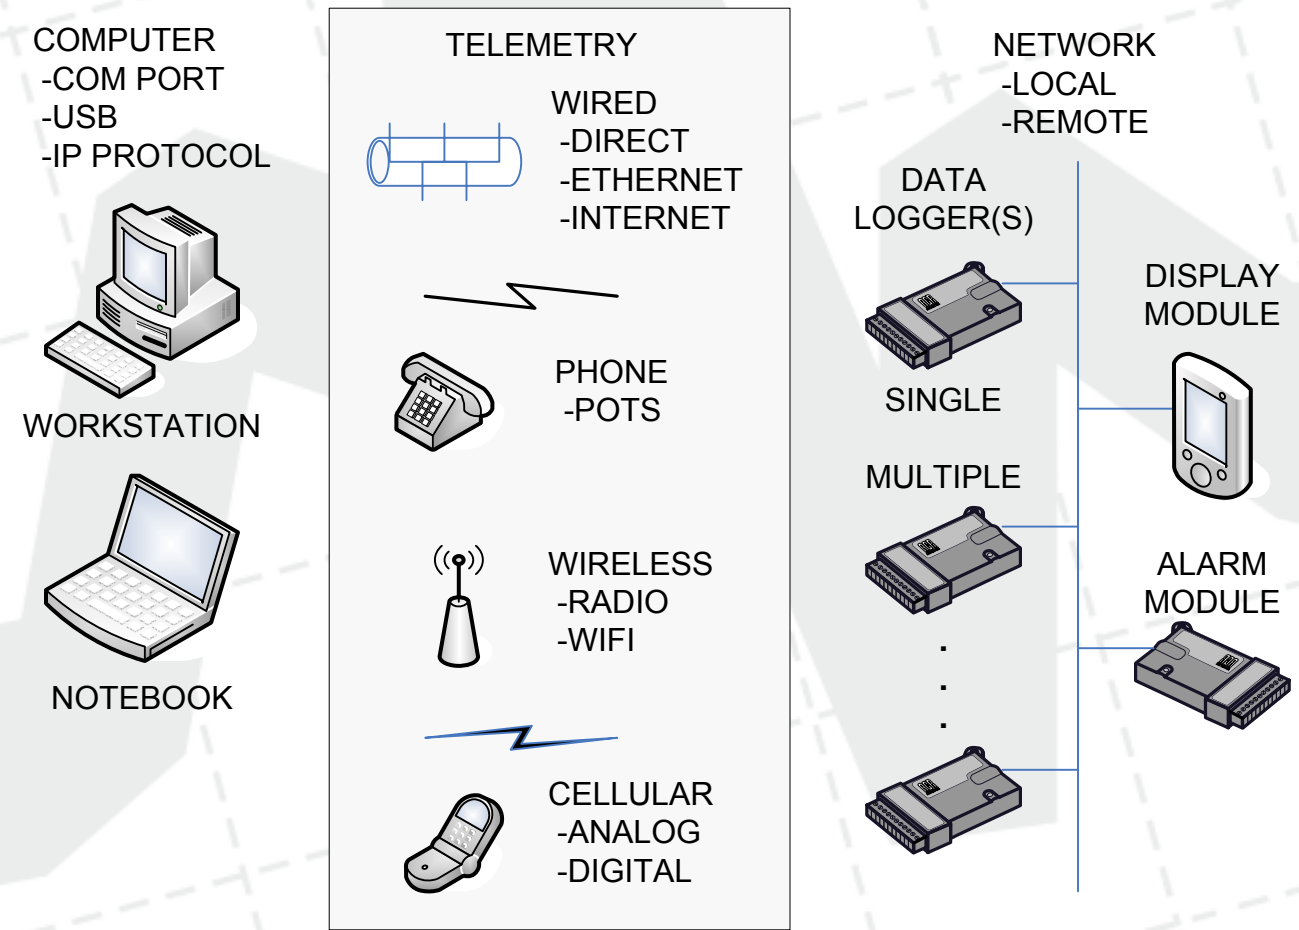 COMPUTER
-COM PORT
-USB
-IP PROTOCOL
WORKSTATION
NOTEBOOK
TELEMETRY
WIRED
-DIRECT
-ETHERNET
-INTERNET
PHONE
-POTS
WIRELESS
-RADIO
-WIFI
CELLULAR
-ANALOG
-DIGITAL
NETWORK
-LOCAL
-REMOTE
DATA
LOGGER(S)
SINGLE
MULTIPLE
.
.
.
DISPLAY
MODULE
ALARM
MODULE